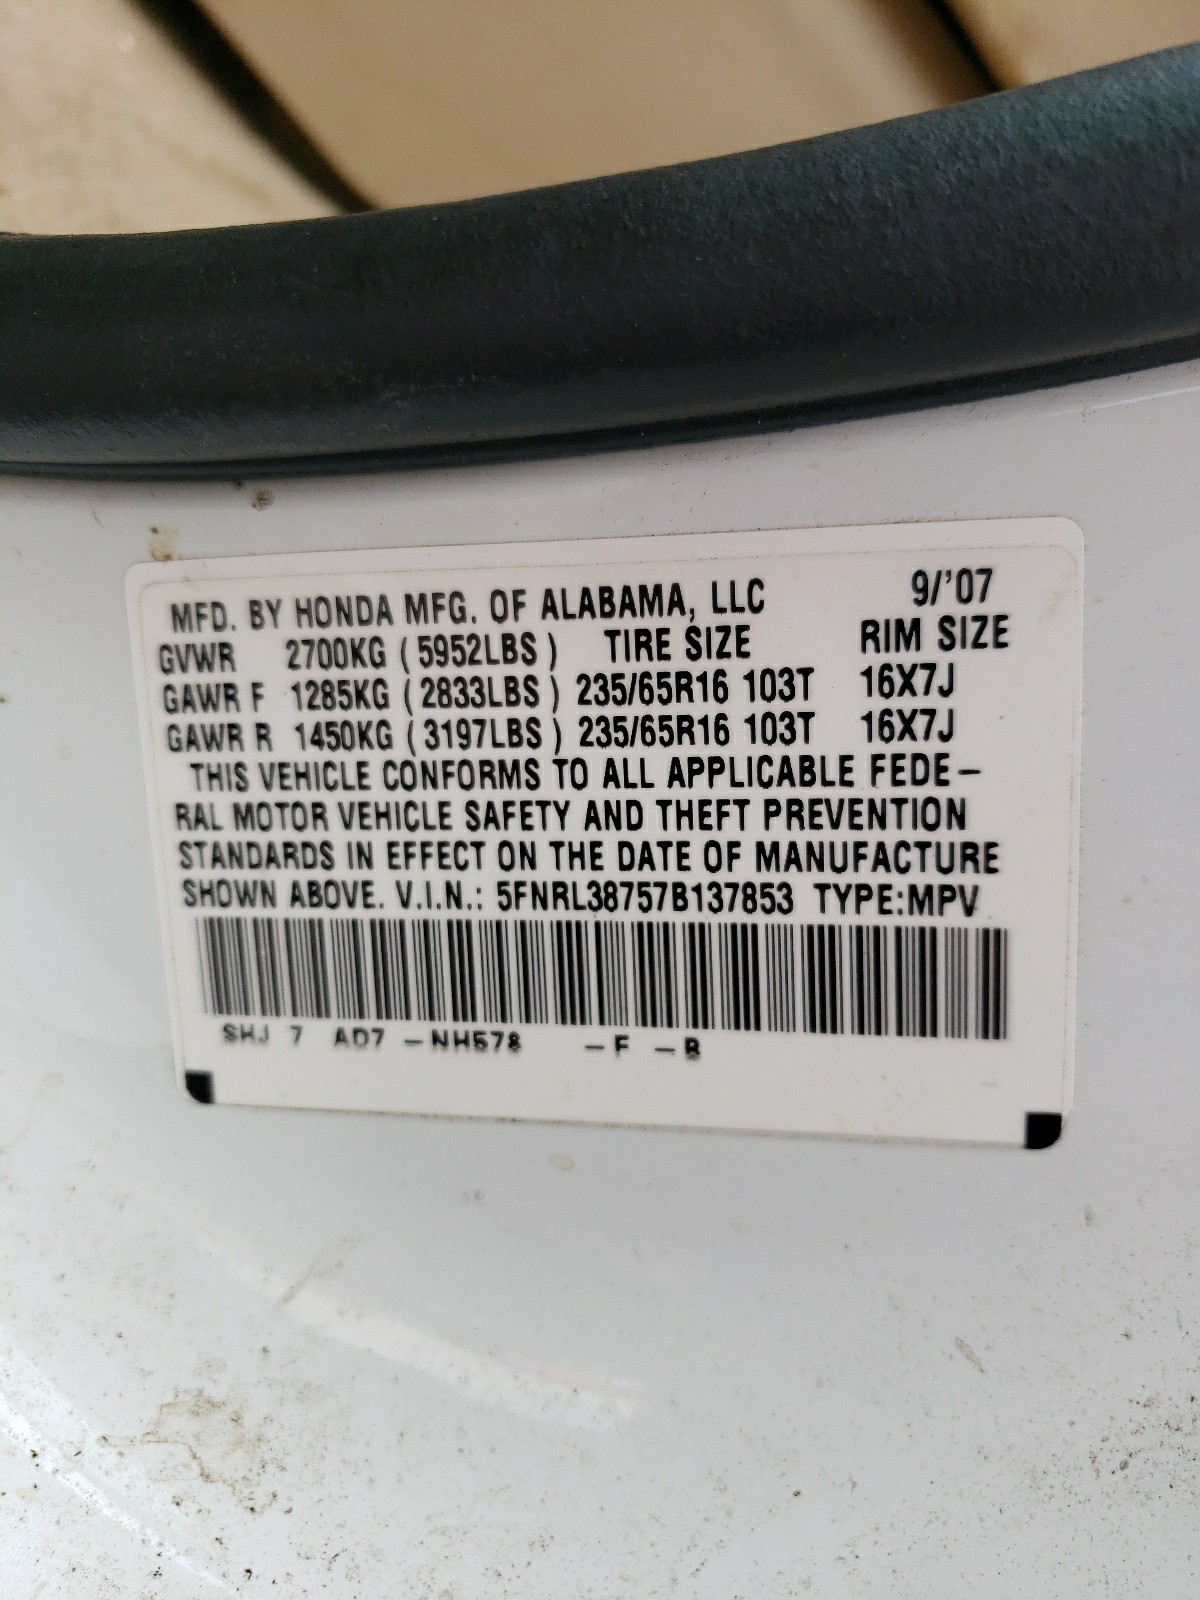 MFD. BY HONDA MFG. OF ALABAMA, LLC 9/'07
GVWR 2700KG (5952LBS) TIRE SIZE RIM SIZE
GAWR F 1285KG (2833LBS) 235/65R16 103T 16X7J
GAWR R 1450KG (3197LBS) 235/65R16 103T 16X7J
THIS VEHICLE CONFORMS TO ALL APPLICABLE FEDE-
RAL MOTOR VEHICLE SAFETY AND THEFT PREVENTION
STANDARDS IN EFFECT ON THE DATE OF MANUFACTURE
SHOWN ABOVE. V.I.N.: 5FNRL38757B137853 TYPE:MPV
SHJ 7 AD7 -NH578 -F -B